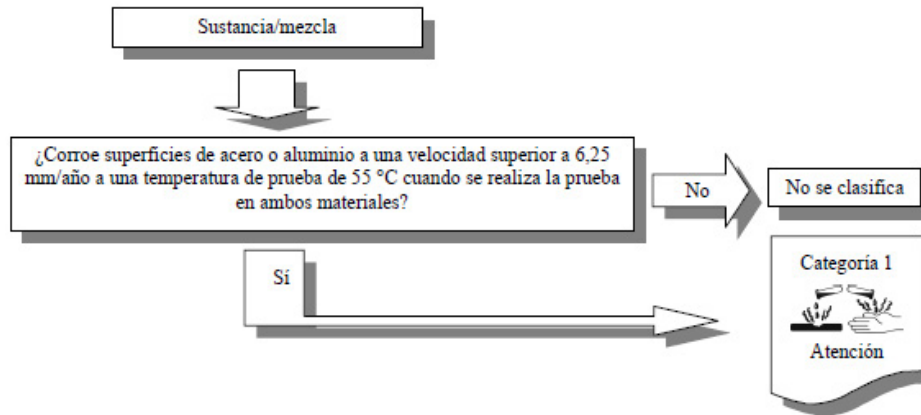 Sustancia/mezcla
¿Corroe superficies de acero o aluminio a una velocidad superior a 6,25
mm/año a una temperatura de prueba de 55 °C cuando se realiza la prueba
en ambos materiales?
No
No se clasifica
Sí
Categoría 1
Atención